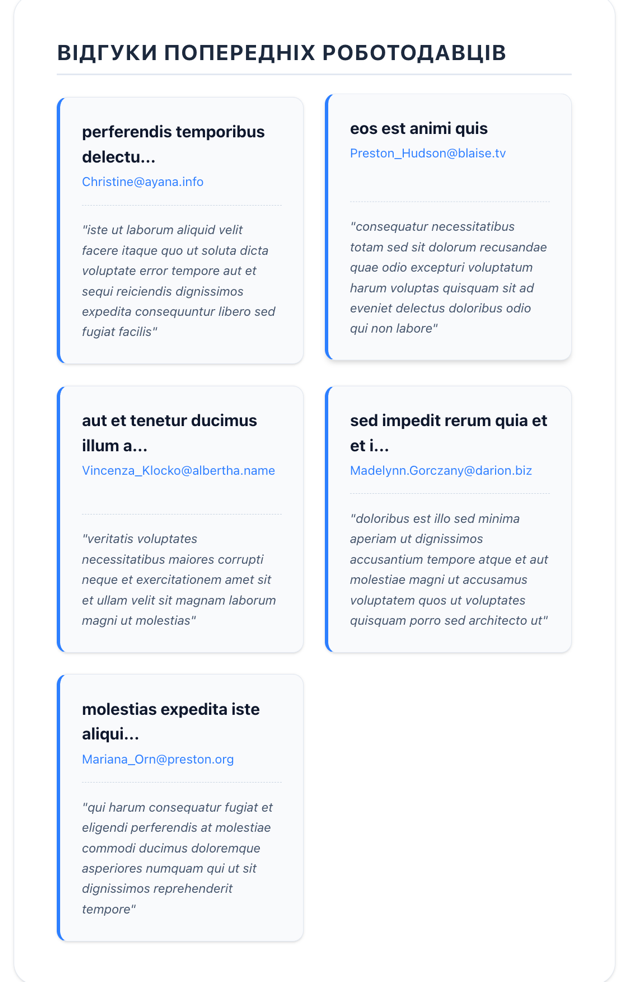 ВІДГУКИ ПОПЕРЕДНІХ РОБОТОДАВЦІВ
perferendis temporibus
delectu...
Christine@ayana.info
"iste ut laborum aliquid velit
facere itaque quo ut soluta dicta
voluptate error tempore aut et
sequi reiciendis dignissimos
expedita consequuntur libero sed
fugiat facilis"
eos est animi quis
Preston_Hudson@blaise.tv
"consequatur necessitatibus
totam sed sit dolorum recusandae
quae odio excepturi voluptatum
harum voluptas quisquam sit ad
eveniet delectus doloribus odio
qui non labore"
aut et tenetur ducimus
illum a...
Vincenza_Klocko@albertha.name
"veritatis voluptates
necessitatibus maiores corrupti
neque et exercitationem amet sit
et ullam velit sit magnam laborum
magni ut molestias"
sed impedit rerum quia et
et i...
Madelynn.Gorczany@darion.biz
"doloribus est illo sed minima
aperiam ut dignissimos
accusantium tempore atque et aut
molestiae magni ut accusamus
voluptatem quos ut voluptates
quisquam porro sed architecto ut"
molestias expedita iste
aliqui...
Mariana_Orn@preston.org
"qui harum consequatur fugiat et
eligendi perferendis at molestiae
commodi ducimus doloremque
asperiores numquam qui ut sit
dignissimos reprehenderit
tempore"